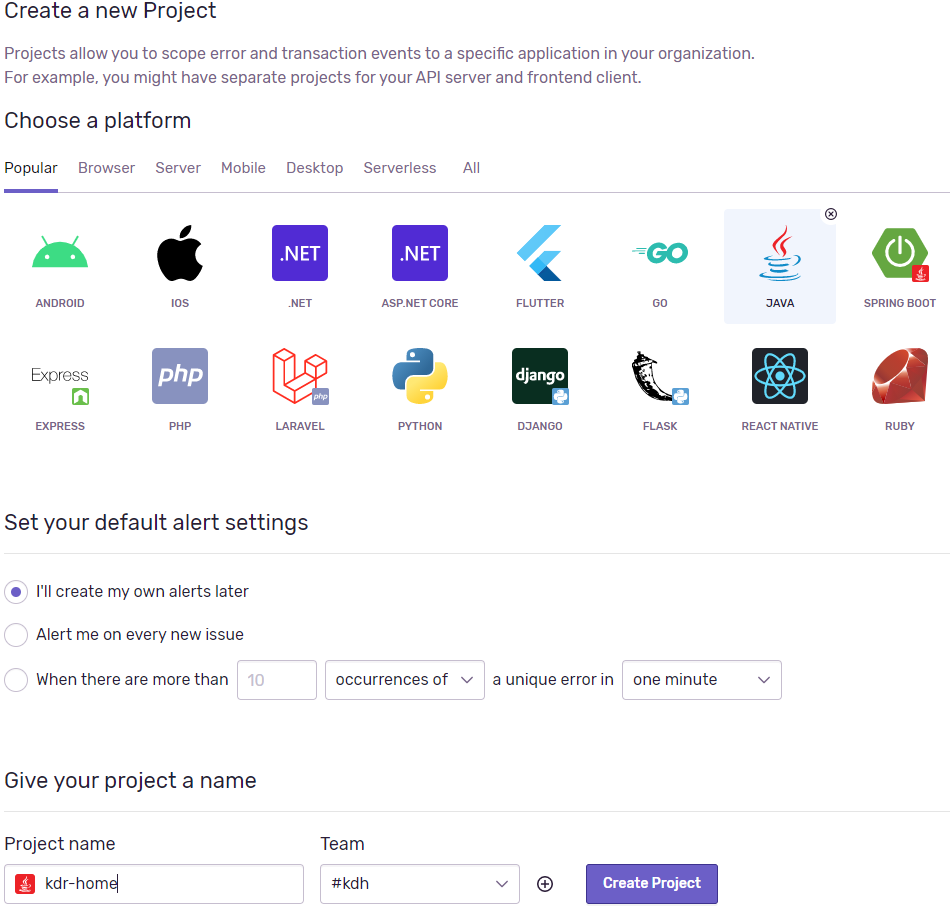 Create a new Project
Projects allow you to scope error and transaction events to a specific application in your organization.
For example, you might have separate projects for your API server and frontend client.
Choose a platform
Popular Browser Server Mobile Desktop Serverless All
.NET .NET GO
ANDROID IOS .NET ASP.NET CORE FLUTTER GO JAVA SPRING BOOT
Express php php django
EXPRESS PHP LARAVEL PYTHON DJANGO FLASK REACT NATIVE RUBY
Set your default alert settings
I'll create my own alerts later
Alert me on every new issue
When there are more than 10 occurrences of a unique error in one minute
Give your project a name
Project name Team
kdr-home #kdh Create Project